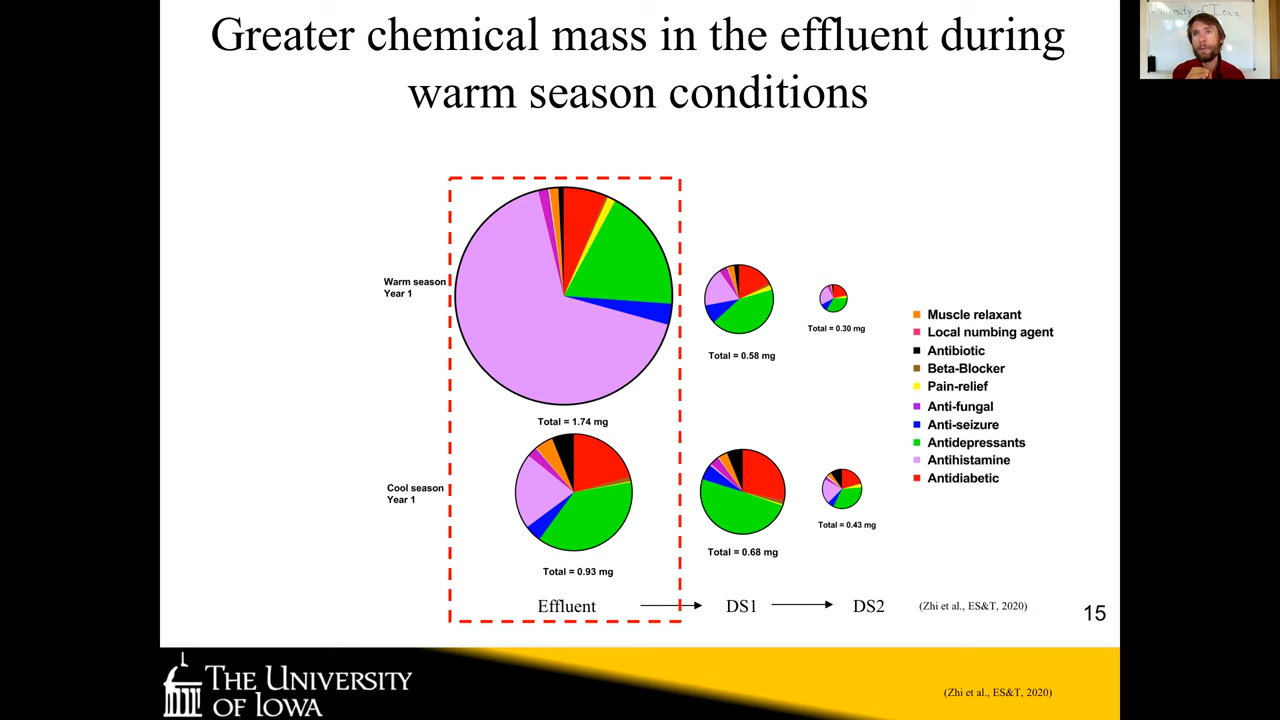 Greater chemical mass in the effluent during
warm season conditions
University of Iowa
Warm season
Year 1
Total = 1.74 mg
Total = 0.58 mg
Total = 0.30 mg
Muscle relaxant
Local numbing agent
Antibiotic
Beta-Blocker
Pain-relief
Anti-fungal
Anti-seizure
Antidepressants
Antihistamine
Antidiabetic
Cool season
Year 1
Total = 0.93 mg
Total = 0.68 mg
Total = 0.43 mg
Effluent
DS1
DS2
(Zhi et al., ES&T, 2020)
15
THE UNIVERSITY
OF IOWA
(Zhi et al., ES&T, 2020)